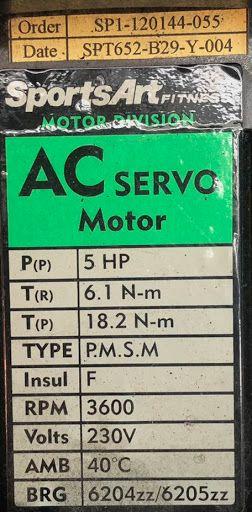 Order SP1-120144-055
Date SPT652-B29-Y-004
SportsArt FITNESS
MOTOR DIVISION
AC SERVO
Motor
P(P) 5 HP
T(R) 6.1 N-m
T(P) 18.2 N-m
TYPE P.M.S.M
Insul F
RPM 3600
Volts 230V
AMB 40°C
BRG 6204zz/6205zz